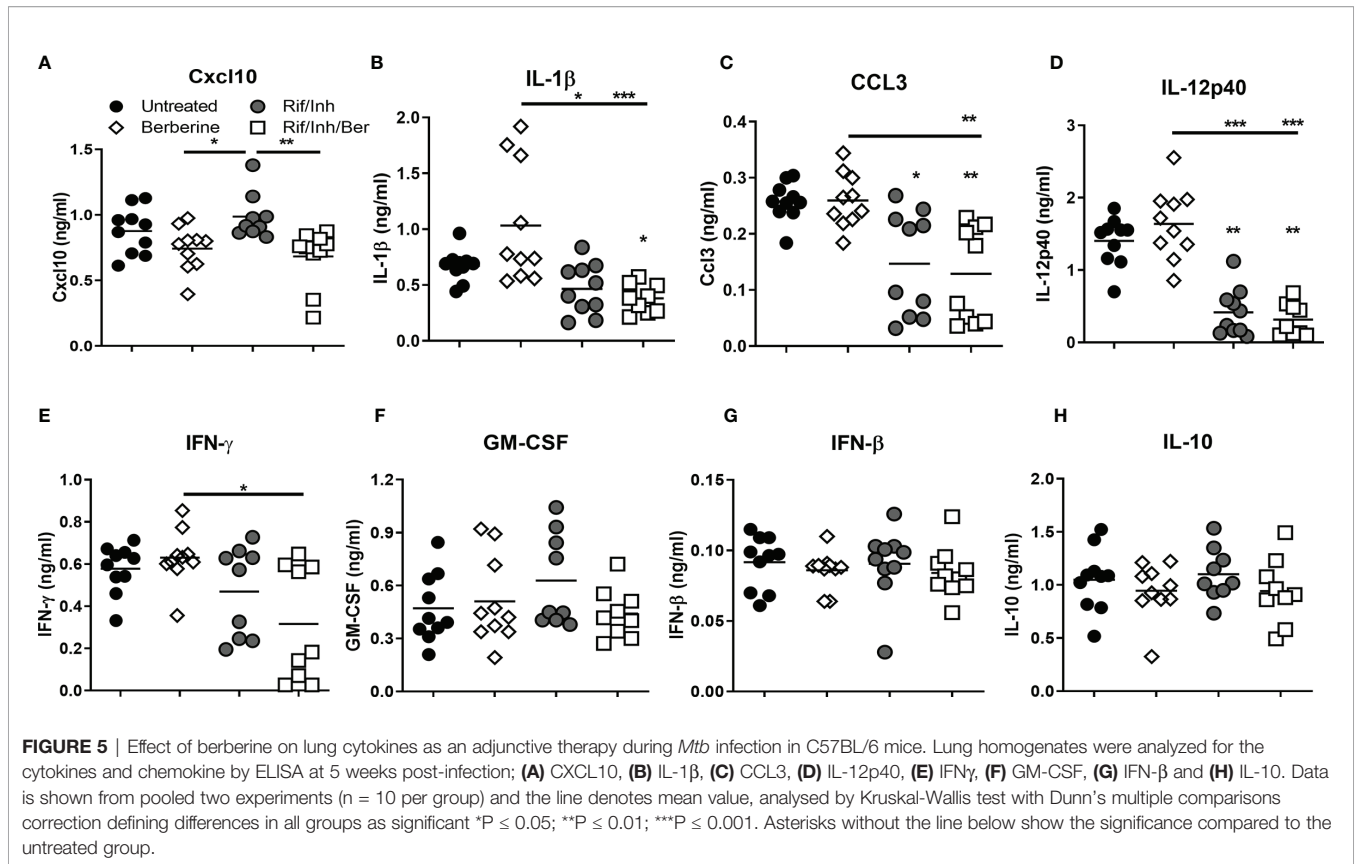 A
Cxcl10
Untreated
Rif/Inh
Berberine
Rif/Inh/Ber
* **
Cxcl10 (ng/ml)
1.5
1.0
0.5
0.0
B
IL-1β
* ***
*
IL-1β (ng/ml)
2.0
1.5
1.0
0.5
0.0
C
CCL3
**
* **
Ccl3 (ng/ml)
0.4
0.3
0.2
0.1
0.0
D
IL-12p40
*** ***
** **
IL-12p40 (ng/ml)
3
2
1
0
E
IFN-γ
*
IFN-γ (ng/ml)
1.0
0.8
0.6
0.4
0.2
0.0
F
GM-CSF
GM-CSF (ng/ml)
1.2
0.9
0.6
0.3
0.0
G
IFN-β
IFN-β (ng/ml)
0.15
0.10
0.05
0.00
H
IL-10
IL-10 (ng/ml)
2.0
1.5
1.0
0.5
0.0
FIGURE 5 | Effect of berberine on lung cytokines as an adjunctive therapy during Mtb infection in C57BL/6 mice. Lung homogenates were analyzed for the
cytokines and chemokine by ELISA at 5 weeks post-infection; (A) CXCL10, (B) IL-1β, (C) CCL3, (D) IL-12p40, (E) IFNγ, (F) GM-CSF, (G) IFN-β and (H) IL-10. Data
is shown from pooled two experiments (n = 10 per group) and the line denotes mean value, analysed by Kruskal-Wallis test with Dunn’s multiple comparisons
correction defining differences in all groups as significant *P ≤ 0.05; **P ≤ 0.01; ***P ≤ 0.001. Asterisks without the line below show the significance compared to the
untreated group.